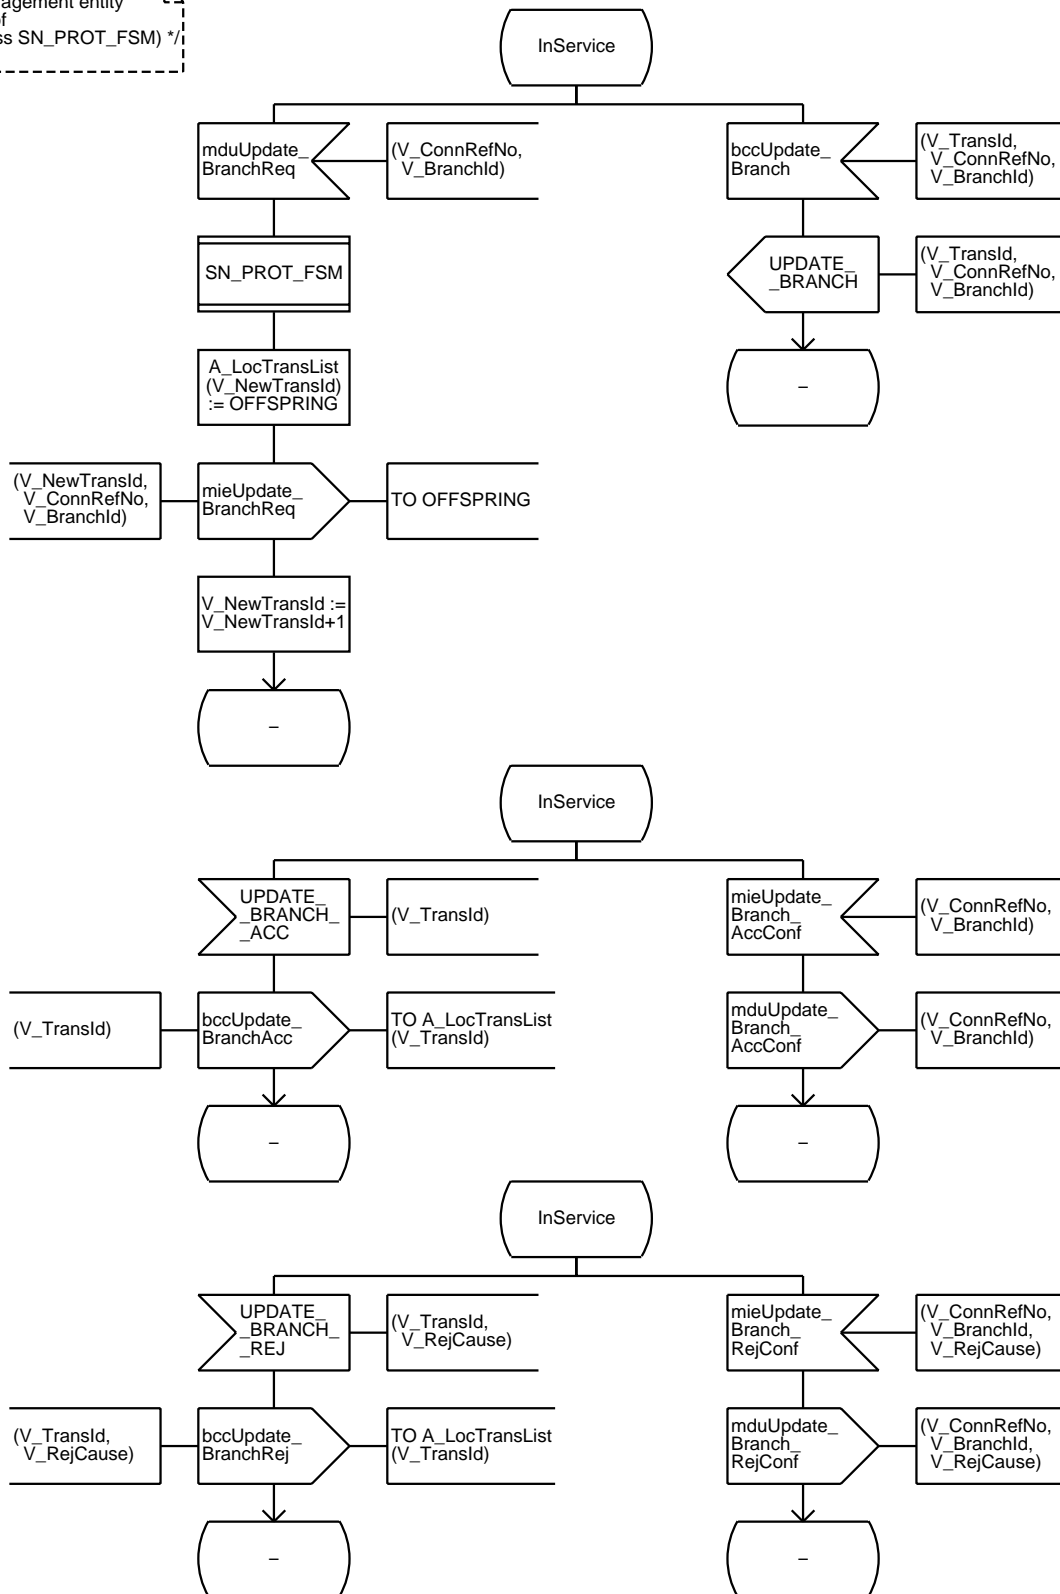 agement entity
of
ss SN_PROT_FSM) */
InService
mduUpdate_
BranchReq
(V_ConnRefNo,
V_BranchId)
bccUpdate_
Branch
(V_TransId,
V_ConnRefNo,
V_BranchId)
SN_PROT_FSM
UPDATE_
_BRANCH
(V_TransId,
V_ConnRefNo,
V_BranchId)
A_LocTransList
(V_NewTransId)
:= OFFSPRING
–
(V_NewTransId,
V_ConnRefNo,
V_BranchId)
mieUpdate_
BranchReq
TO OFFSPRING
V_NewTransId :=
V_NewTransId+1
–
InService
UPDATE_
_BRANCH_
_ACC
(V_TransId)
mieUpdate_
Branch_
AccConf
(V_ConnRefNo,
V_BranchId)
(V_TransId)
bccUpdate_
BranchAcc
TO A_LocTransList
(V_TransId)
mduUpdate_
Branch_
AccConf
(V_ConnRefNo,
V_BranchId)
–
–
InService
UPDATE_
_BRANCH_
_REJ
(V_TransId,
V_RejCause)
mieUpdate_
Branch_
RejConf
(V_ConnRefNo,
V_BranchId,
V_RejCause)
(V_TransId,
V_RejCause)
bccUpdate_
BranchRej
TO A_LocTransList
(V_TransId)
mduUpdate_
Branch_
RejConf
(V_ConnRefNo,
V_BranchId,
V_RejCause)
–
–